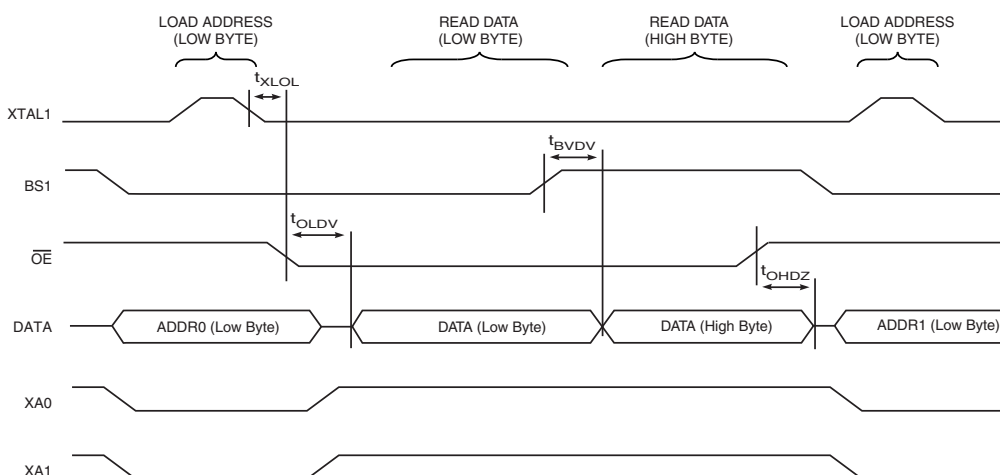 LOAD ADDRESS
(LOW BYTE)
READ DATA
(LOW BYTE)
READ DATA
(HIGH BYTE)
LOAD ADDRESS
(LOW BYTE)
tXLOL
XTAL1
tBVDV
BS1
tOLDV
OE
tOHDZ
DATA
ADDR0 (Low Byte)
DATA (Low Byte)
DATA (High Byte)
ADDR1 (Low Byte)
XA0
XA1